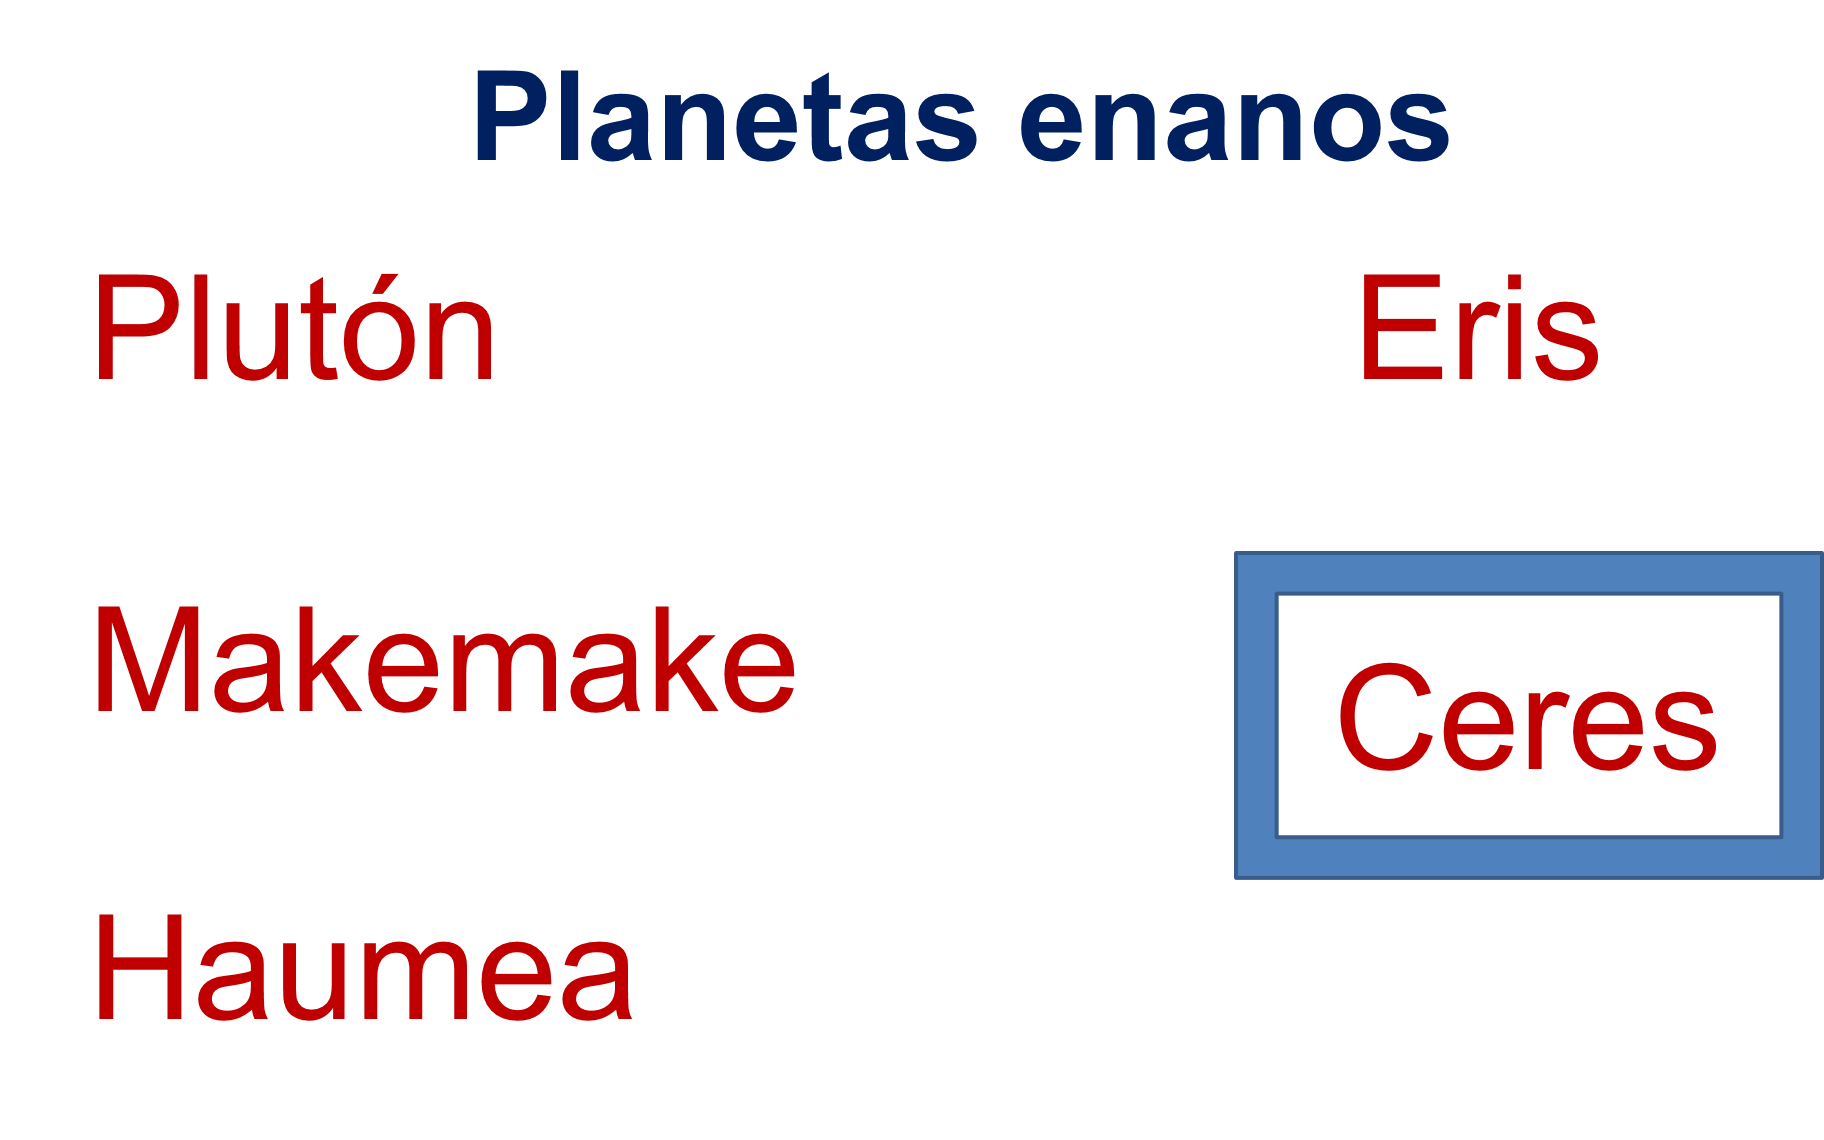 Planetas enanos
Plutón
Eris
Makemake
Ceres
Haumea